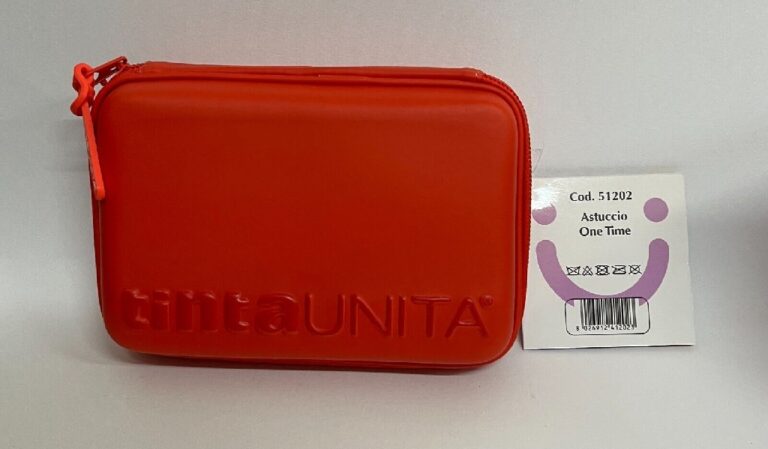 tintaUNITA®
Cod. 51202
Astuccio
One Time